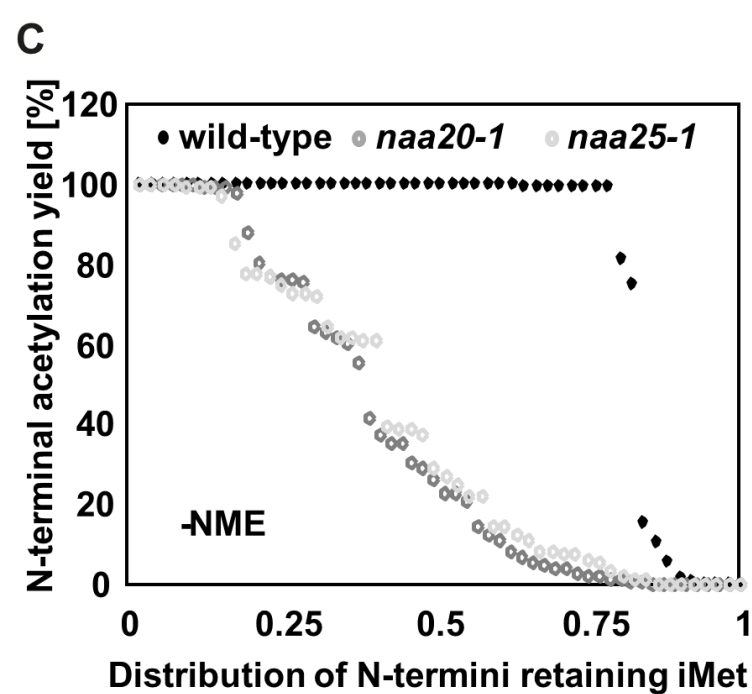 C
N-terminal acetylation yield [%]
120
100
80
60
40
20
0
wild-type naa20-1 naa25-1
-NME
0 0.25 0.5 0.75 1
Distribution of N-termini retaining iMet